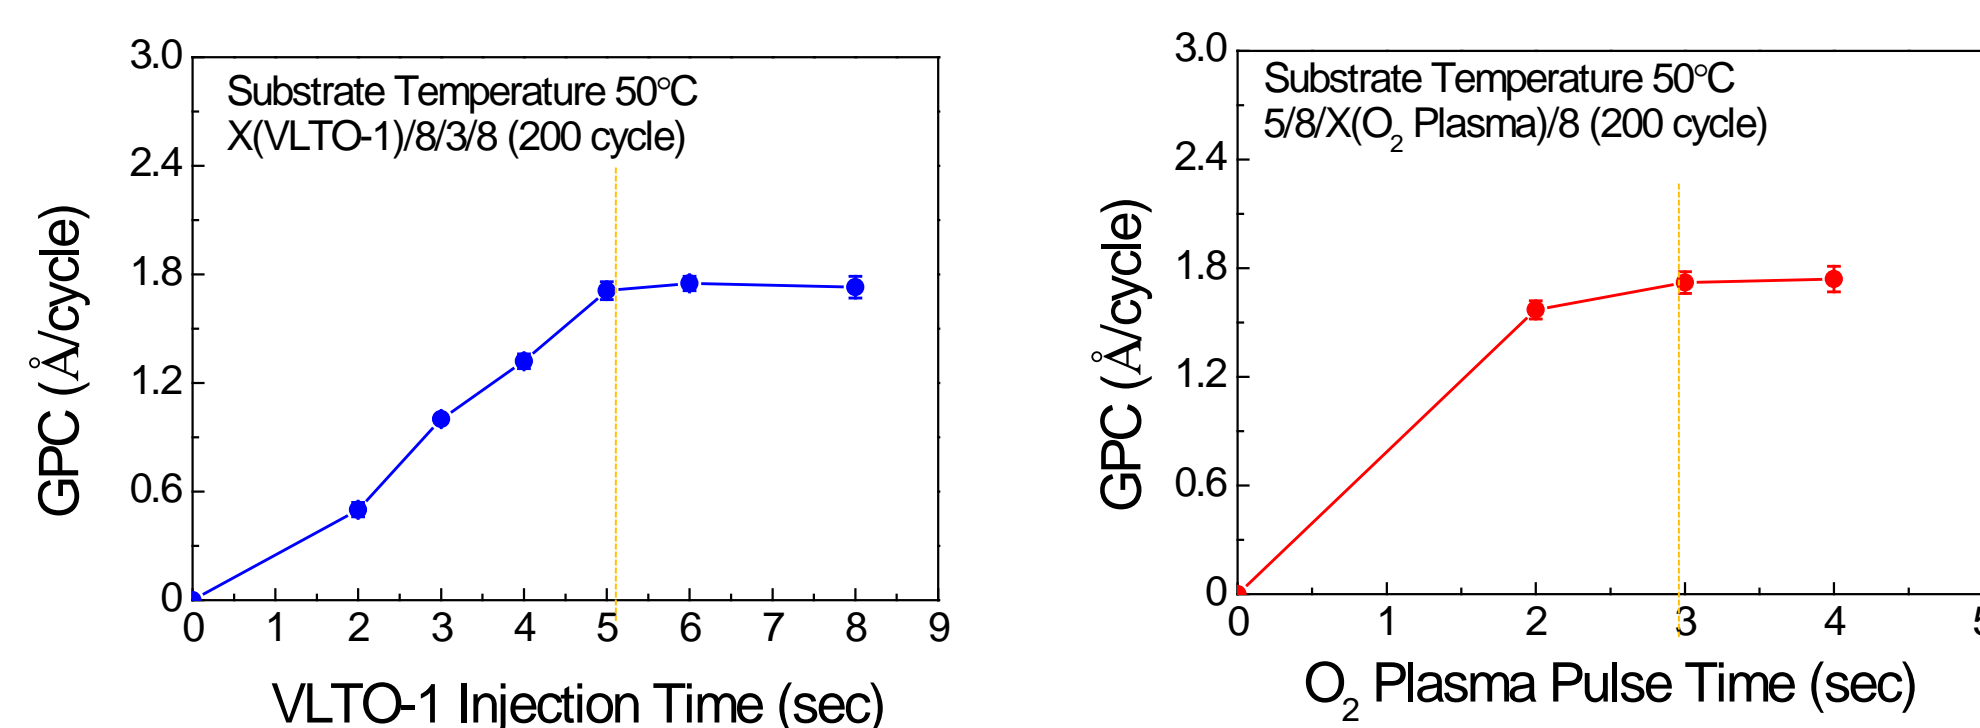 3.0
2.4
1.8
1.2
0.6
0
GPC (Å/cycle)
Substrate Temperature 50°C
X(VLTO-1)/8/3/8 (200 cycle)
0 1 2 3 4 5 6 7 8 9
VLTO-1 Injection Time (sec)
3.0
2.4
1.8
1.2
0.6
0
GPC (Å/cycle)
Substrate Temperature 50°C
5/8/X(O₂ Plasma)/8 (200 cycle)
0 1 2 3 4 5
O₂ Plasma Pulse Time (sec)